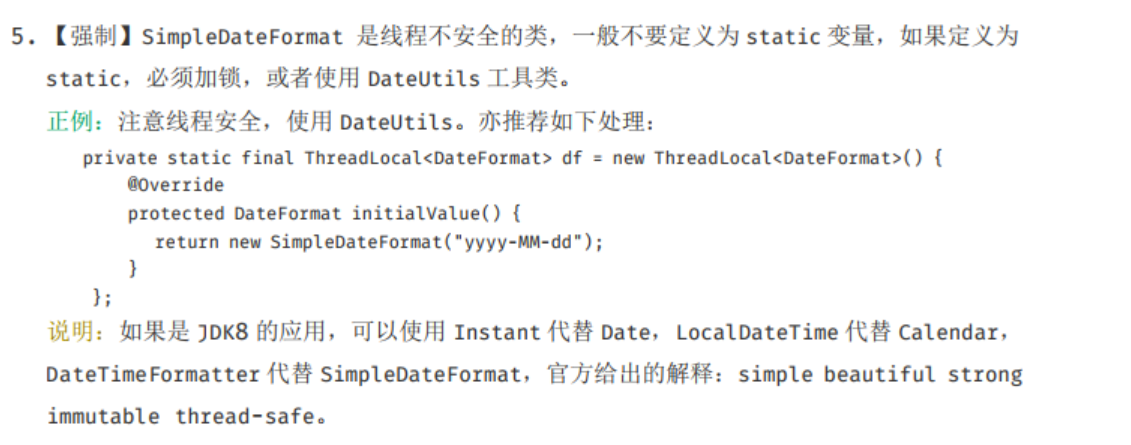 5. 【强制】SimpleDateFormat 是线程不安全的类，一般不要定义为 static 变量，如果定义为
static，必须加锁，或者使用 DateUtils 工具类。
正例：注意线程安全，使用 DateUtils。亦推荐如下处理：
private static final ThreadLocal<DateFormat> df = new ThreadLocal<DateFormat>() {
@Override
protected DateFormat initialValue() {
return new SimpleDateFormat("yyyy-MM-dd");
}
};
说明：如果是 JDK8 的应用，可以使用 Instant 代替 Date，LocalDateTime 代替 Calendar，
DateTimeFormatter 代替 SimpleDateFormat，官方给出的解释：simple beautiful strong
immutable thread-safe。